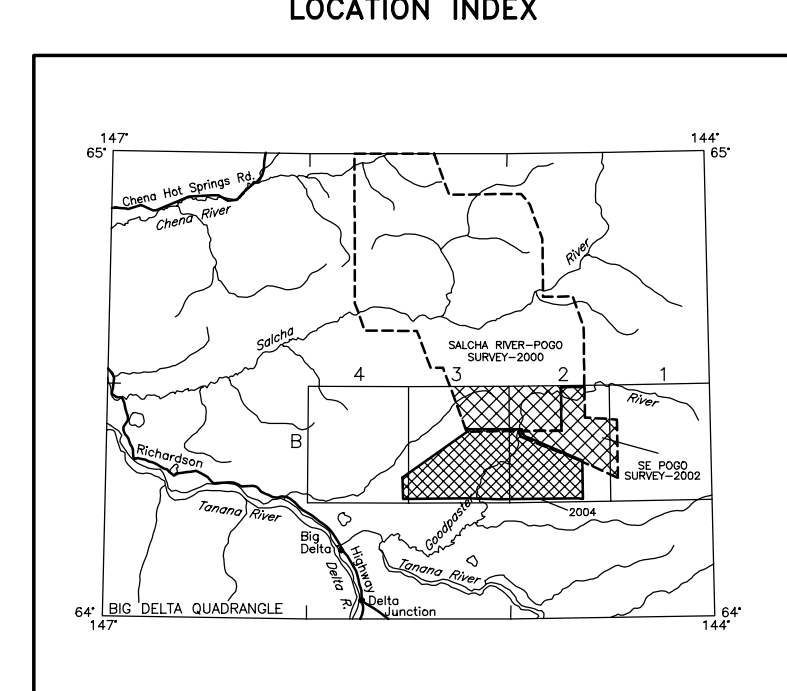 LOCATION INDEX
147°
144°
65°
65°
Chena Hot Springs Rd.
Chena River
River
Salcha
SALCHA RIVER-POGO
SURVEY-2000
4
3
2
1
River
B
Richardson
SE POGO
SURVEY-2002
Tanana River
2004
Goodpaster
Big
Delta
Highway
Delta R.
Tanana River
Delta
Junction
64°
BIG DELTA QUADRANGLE
64°
147°
144°